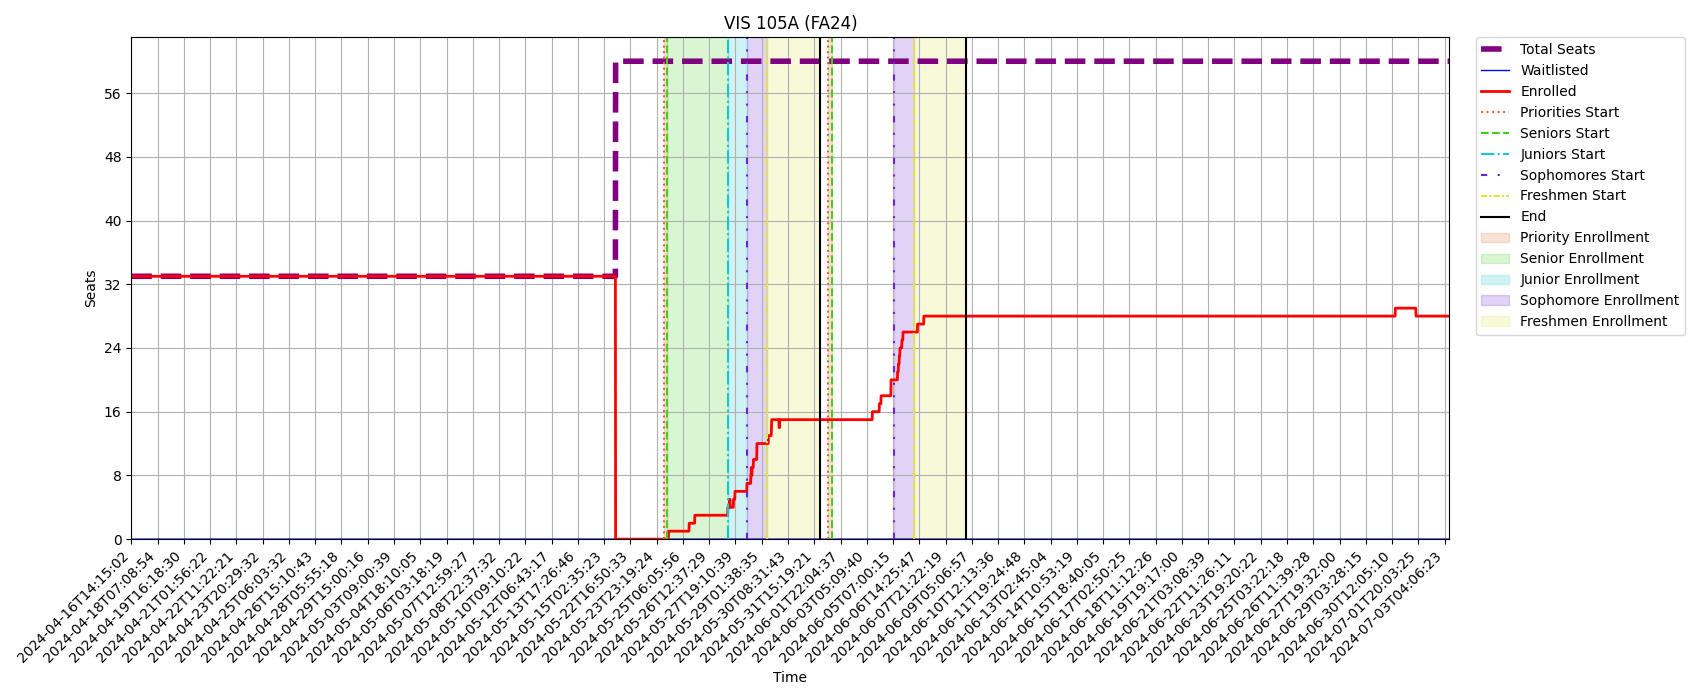 VIS 105A (FA24)
Total Seats
Waitlisted
Enrolled
Priorities Start
Seniors Start
Juniors Start
Sophomores Start
Freshmen Start
End
Priority Enrollment
Senior Enrollment
Junior Enrollment
Sophomore Enrollment
Freshmen Enrollment
Seats
56
48
40
32
24
16
8
0
2024-04-16T14:15:02
2024-04-18T07:08:54
2024-04-19T16:18:30
2024-04-21T01:56:22
2024-04-22T11:22:21
2024-04-23T20:29:32
2024-04-25T06:03:32
2024-04-26T15:10:43
2024-04-28T05:55:18
2024-04-29T15:00:16
2024-05-03T09:00:39
2024-05-04T18:10:05
2024-05-06T03:18:19
2024-05-07T12:59:27
2024-05-08T22:37:32
2024-05-10T09:10:22
2024-05-12T06:43:17
2024-05-13T17:26:46
2024-05-15T02:35:23
2024-05-22T16:50:33
2024-05-23T23:19:24
2024-05-25T06:05:56
2024-05-26T12:37:29
2024-05-27T19:10:39
2024-05-29T01:38:35
2024-05-30T08:31:43
2024-05-31T15:19:21
2024-06-01T22:04:37
2024-06-03T05:09:40
2024-06-05T07:00:15
2024-06-06T14:25:47
2024-06-07T21:22:19
2024-06-09T05:06:57
2024-06-10T12:13:36
2024-06-11T19:24:48
2024-06-13T02:45:04
2024-06-14T10:53:19
2024-06-15T18:40:05
2024-06-17T02:50:25
2024-06-18T11:12:26
2024-06-19T19:17:00
2024-06-21T03:08:39
2024-06-22T11:26:11
2024-06-23T19:20:22
2024-06-25T03:22:18
2024-06-26T11:39:28
2024-06-27T19:32:00
2024-06-29T03:28:15
2024-06-30T12:05:10
2024-07-01T20:03:25
2024-07-03T04:06:23
Time